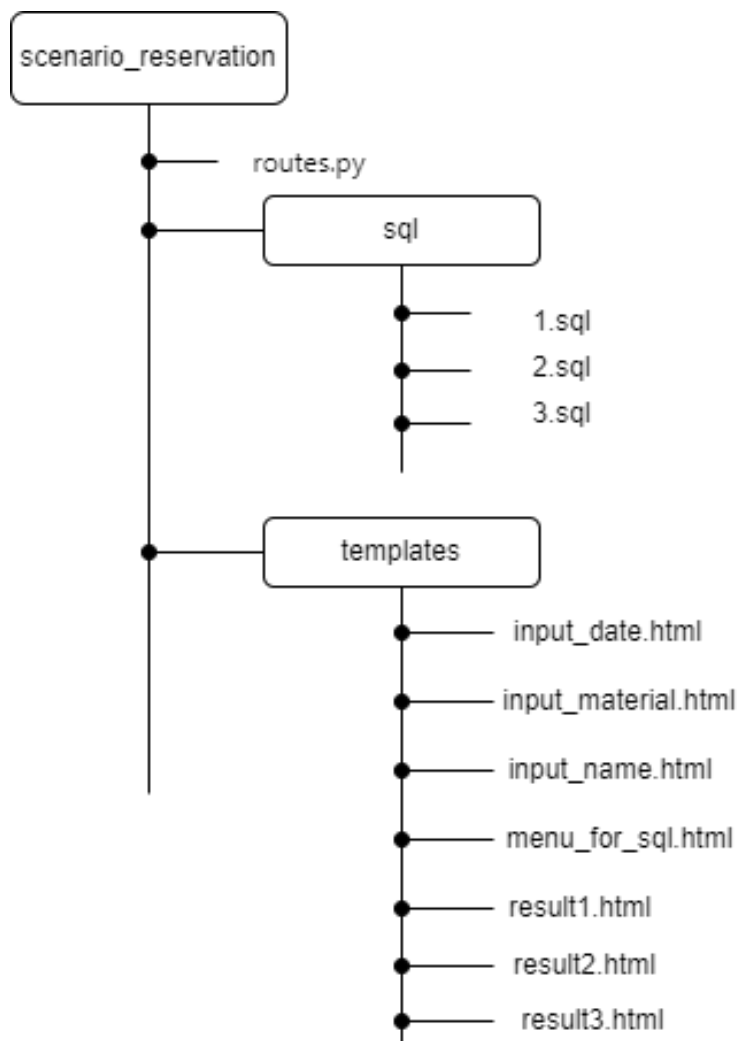 scenario_reservation
routes.py
sql
1.sql
2.sql
3.sql
templates
input_date.html
input_material.html
input_name.html
menu_for_sql.html
result1.html
result2.html
result3.html